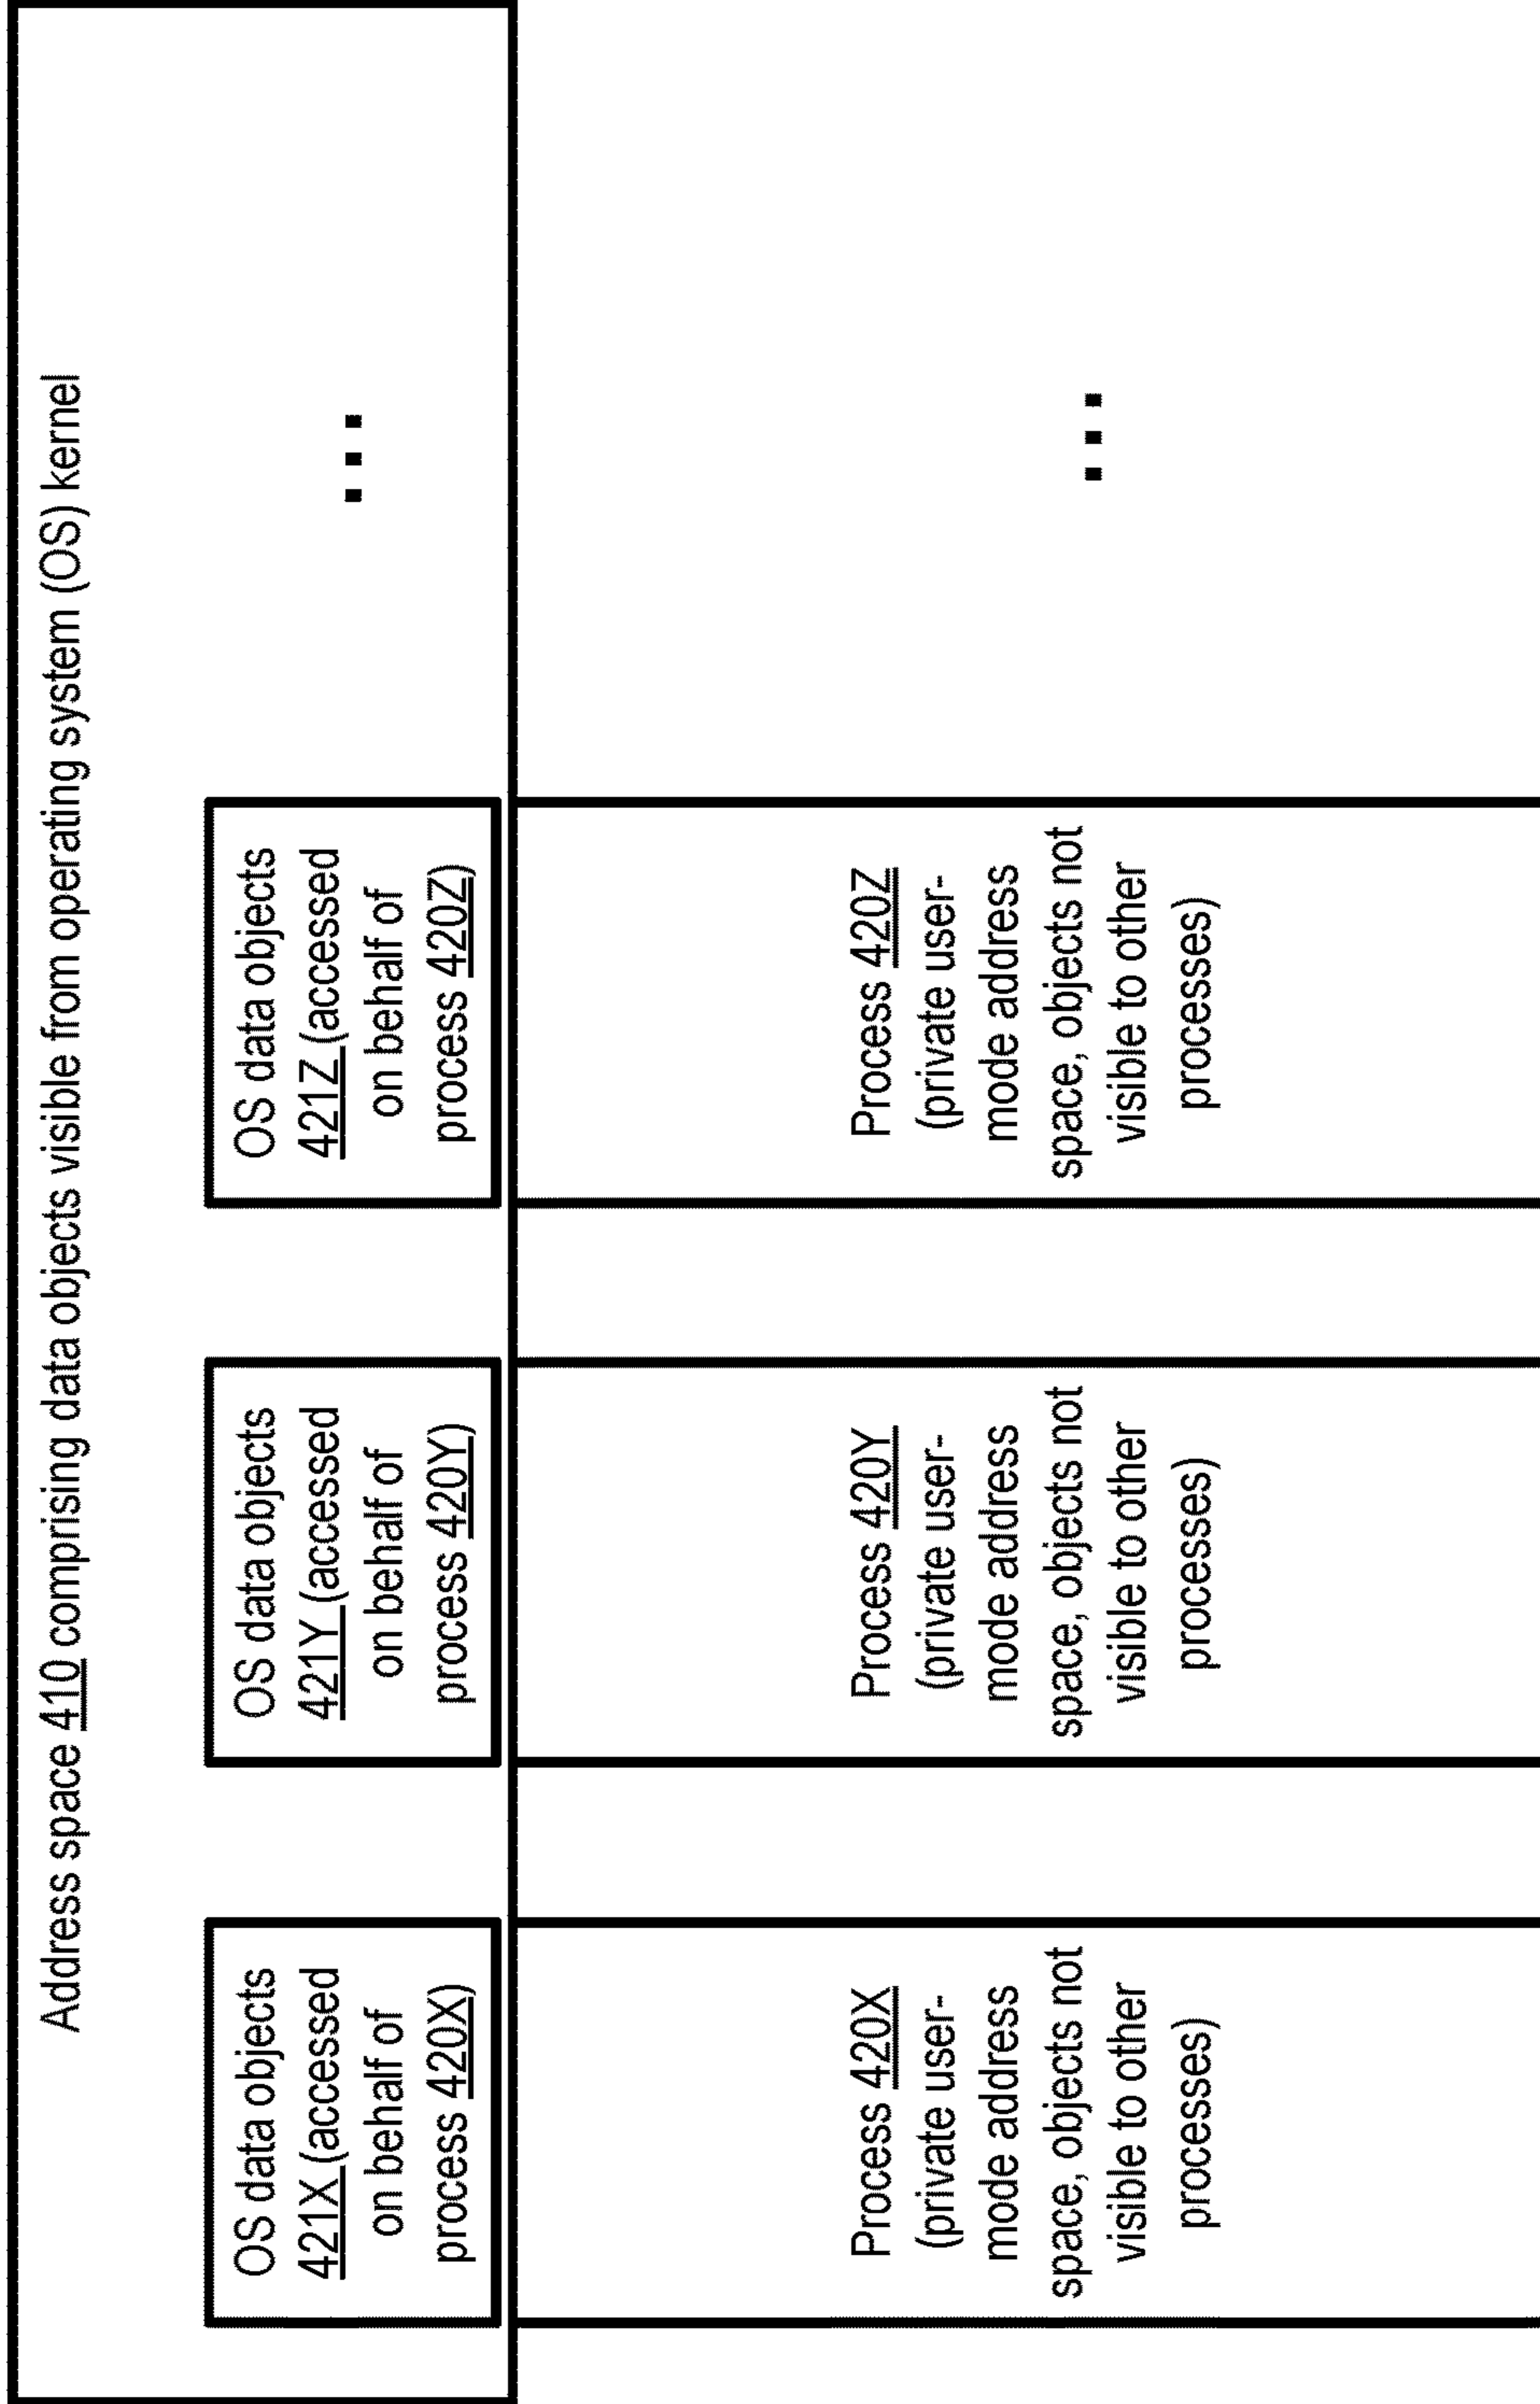 Address space 410 comprising data objects visible from operating system (OS) kernel
OS data objects
421X (accessed
on behalf of
process 420X)
OS data objects
421Y (accessed
on behalf of
process 420Y)
OS data objects
421Z (accessed
on behalf of
process 420Z)
...
Process 420X
(private user-
mode address
space, objects not
visible to other
processes)
Process 420Y
(private user-
mode address
space, objects not
visible to other
processes)
Process 420Z
(private user-
mode address
space, objects not
visible to other
processes)
...